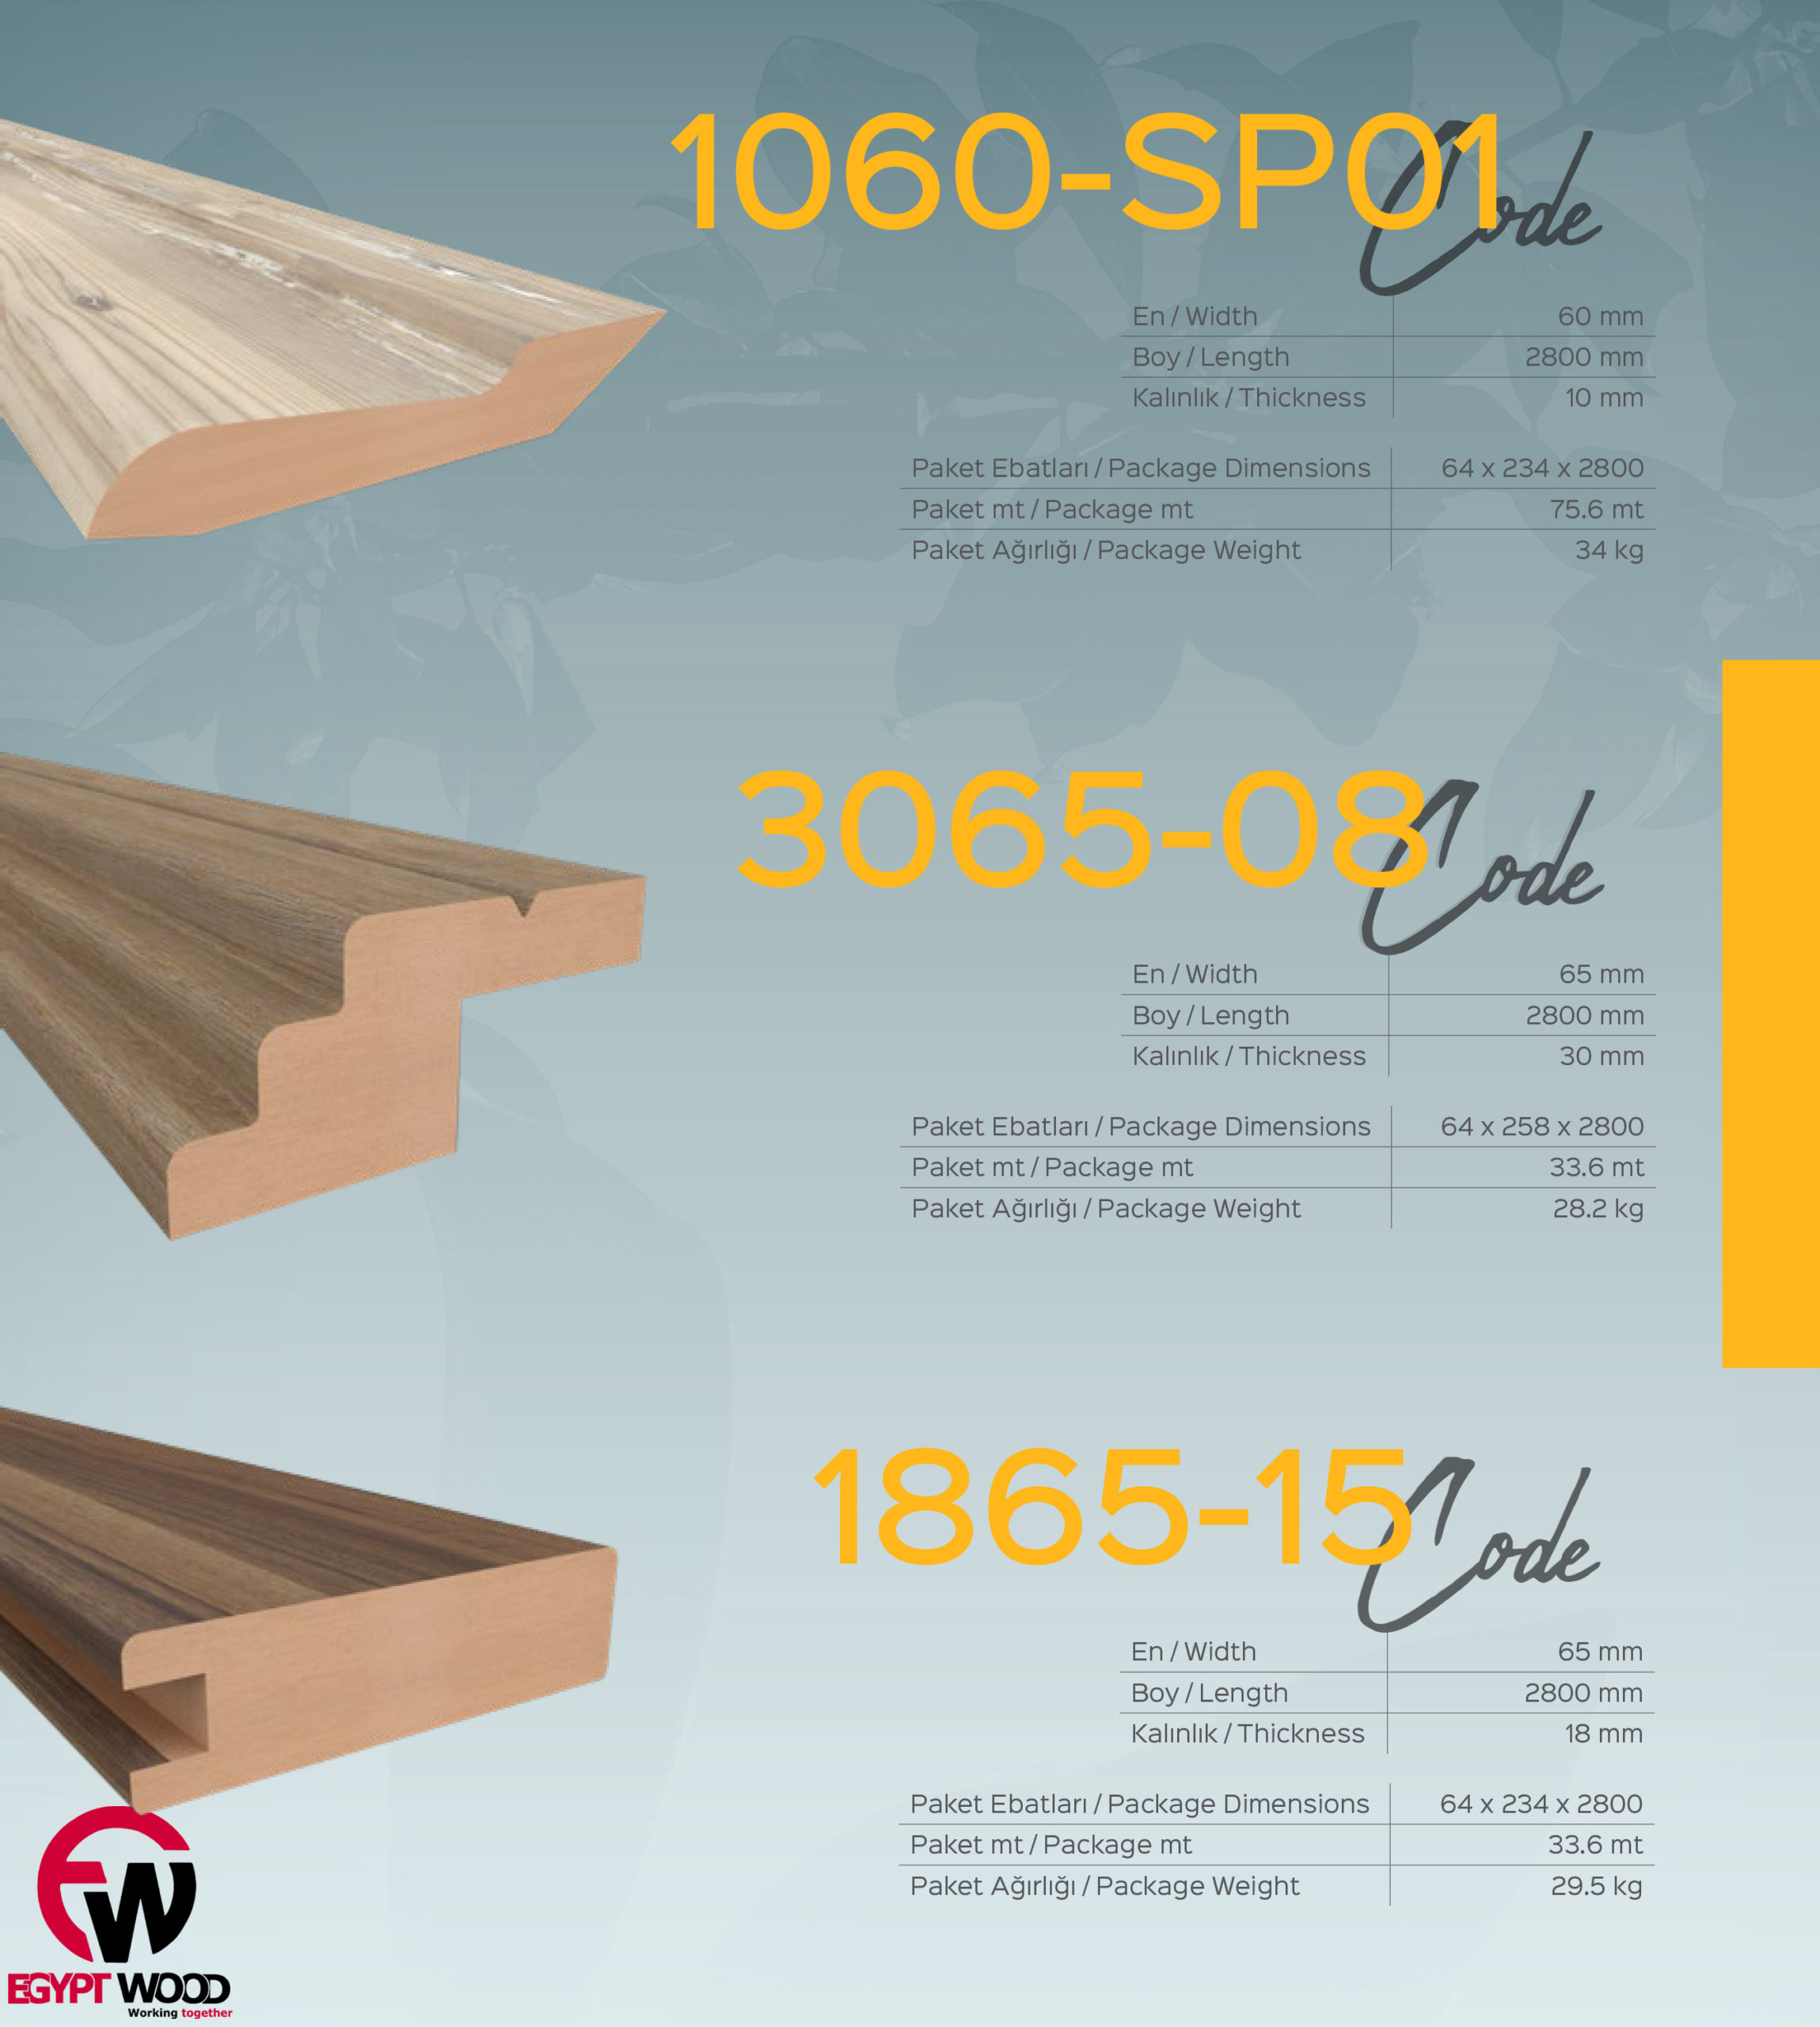 1060-SP01
Code
En / Width 60 mm
Boy / Length 2800 mm
Kalınlık / Thickness 10 mm
Paket Ebatları / Package Dimensions 64 x 234 x 2800
Paket mt / Package mt 75.6 mt
Paket Ağırlığı / Package Weight 34 kg
3065-08
Code
En / Width 65 mm
Boy / Length 2800 mm
Kalınlık / Thickness 30 mm
Paket Ebatları / Package Dimensions 64 x 258 x 2800
Paket mt / Package mt 33.6 mt
Paket Ağırlığı / Package Weight 28.2 kg
1865-15
Code
En / Width 65 mm
Boy / Length 2800 mm
Kalınlık / Thickness 18 mm
Paket Ebatları / Package Dimensions 64 x 234 x 2800
Paket mt / Package mt 33.6 mt
Paket Ağırlığı / Package Weight 29.5 kg
EW
EGYPT WOOD
Working together